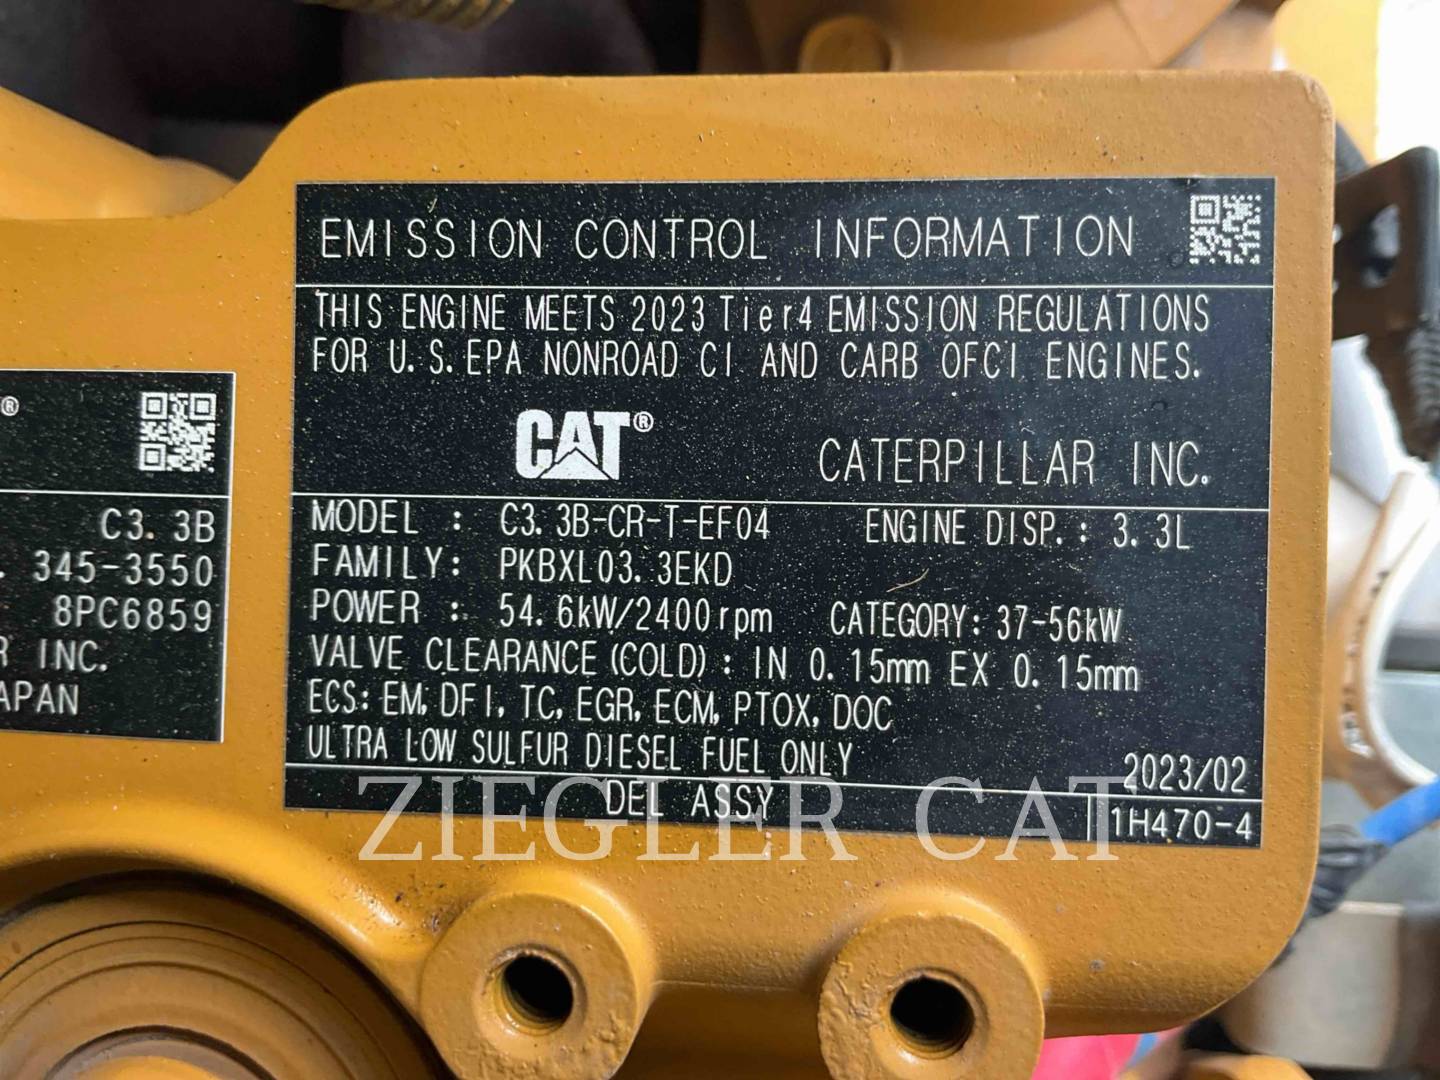 EMISSION CONTROL INFORMATION
THIS ENGINE MEETS 2023 Tier4 EMISSION REGULATIONS
FOR U.S.EPA NONROAD CI AND CARB OFCI ENGINES.
CAT®
CATERPILLAR INC.
MODEL : C3.3B-CR-T-EF04 ENGINE DISP.: 3.3L
FAMILY: PKBXL03.3EKD
POWER : 54.6kW/2400rpm CATEGORY: 37-56kW
VALVE CLEARANCE(COLD): IN 0.15mm EX 0.15mm
ECS: EM, DFI, TC, EGR, ECM, PTOX, DOC
ULTRA LOW SULFUR DIESEL FUEL ONLY 2023/02
DEL ASSY 1H470-4
®
C3.3B
345-3550
8PC6859
INC.
ZIEGLER CAT